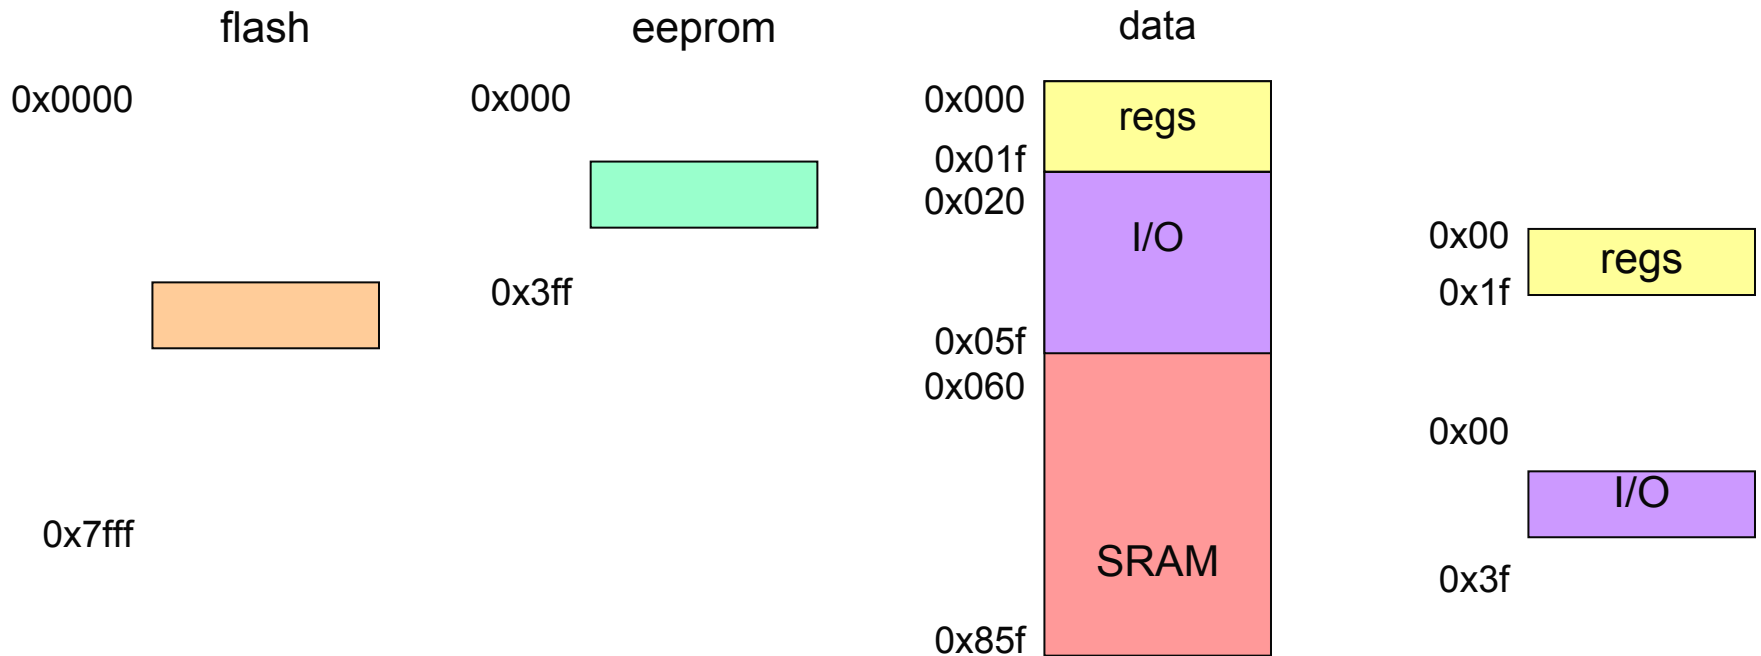 flash
0x0000
0x7fff
eeprom
0x000
0x3ff
data
0x000
regs
0x01f
0x020
I/O
0x05f
0x060
SRAM
0x85f
0x00
regs
0x1f
0x00
I/O
0x3f